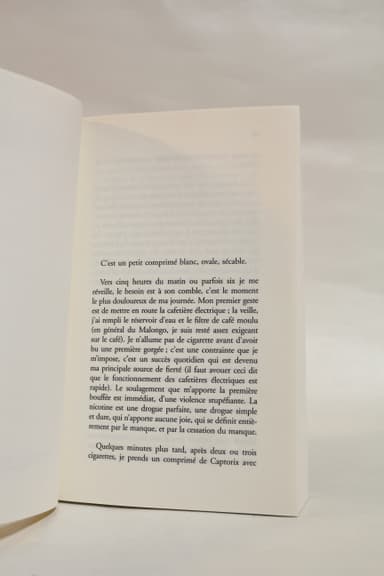 C'est un petit comprimé blanc, ovale, sécable.
Vers cinq heures du matin ou parfois six je me
réveille, le besoin est à son comble, c'est le moment
le plus douloureux de ma journée. Mon premier geste
est de mettre en route la cafetière électrique ; la veille,
j'ai rempli le réservoir d'eau et le filtre de café moulu
(en général du Malongo, je suis resté assez exigeant
sur le café). Je n'allume pas de cigarette avant d'avoir
bu une première gorgée ; c'est une contrainte que je
m'impose, c'est un succès quotidien qui est devenu
ma principale source de fierté (il faut avouer ceci dit
que le fonctionnement des cafetières électriques est
rapide). Le soulagement que m'apporte la première
bouffée est immédiat, d'une violence stupéfiante. La
nicotine est une drogue parfaite, une drogue simple
et dure, qui n'apporte aucune joie, qui se définit entiè-
rement par le manque, et par la cessation du manque.
Quelques minutes plus tard, après deux ou trois
cigarettes, je prends un comprimé de Captorix avec